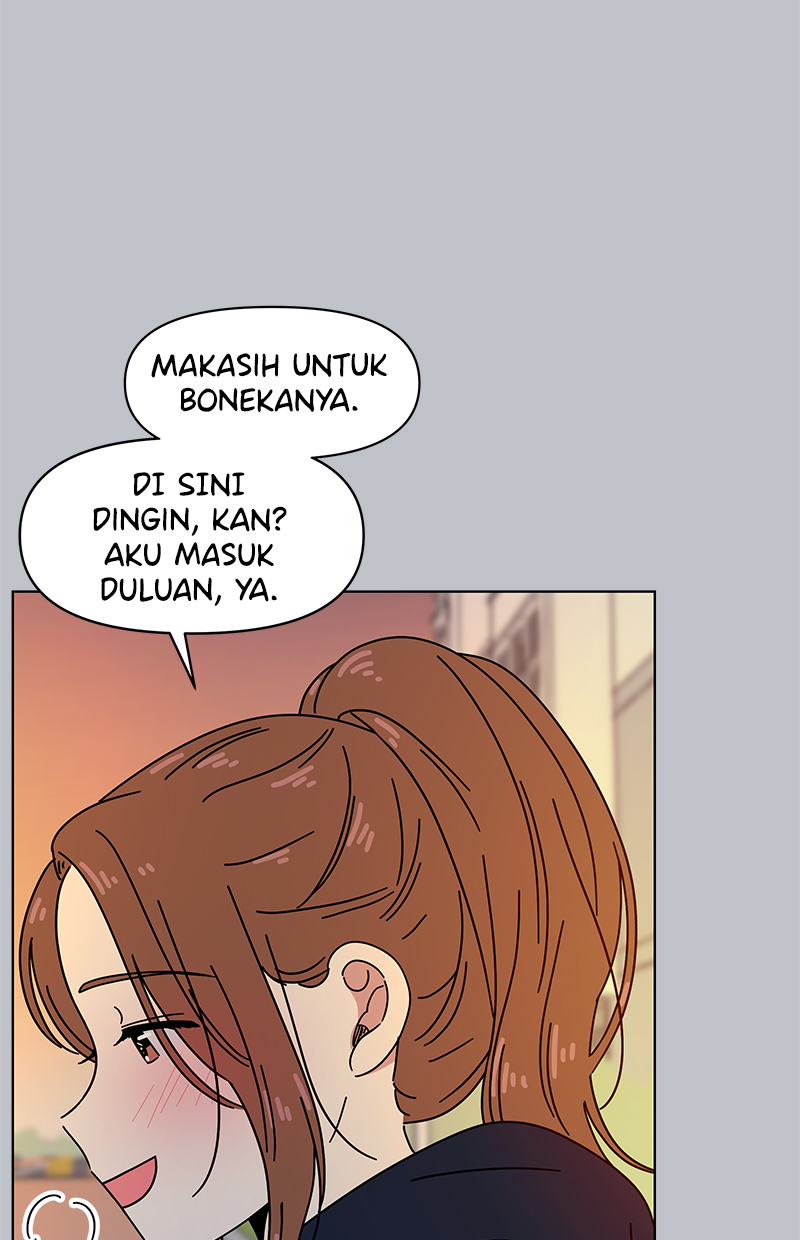 MAKASIH UNTUK
BONEKANYA.
DI SINI
DINGIN, KAN?
AKU MASUK
DULUAN, YA.